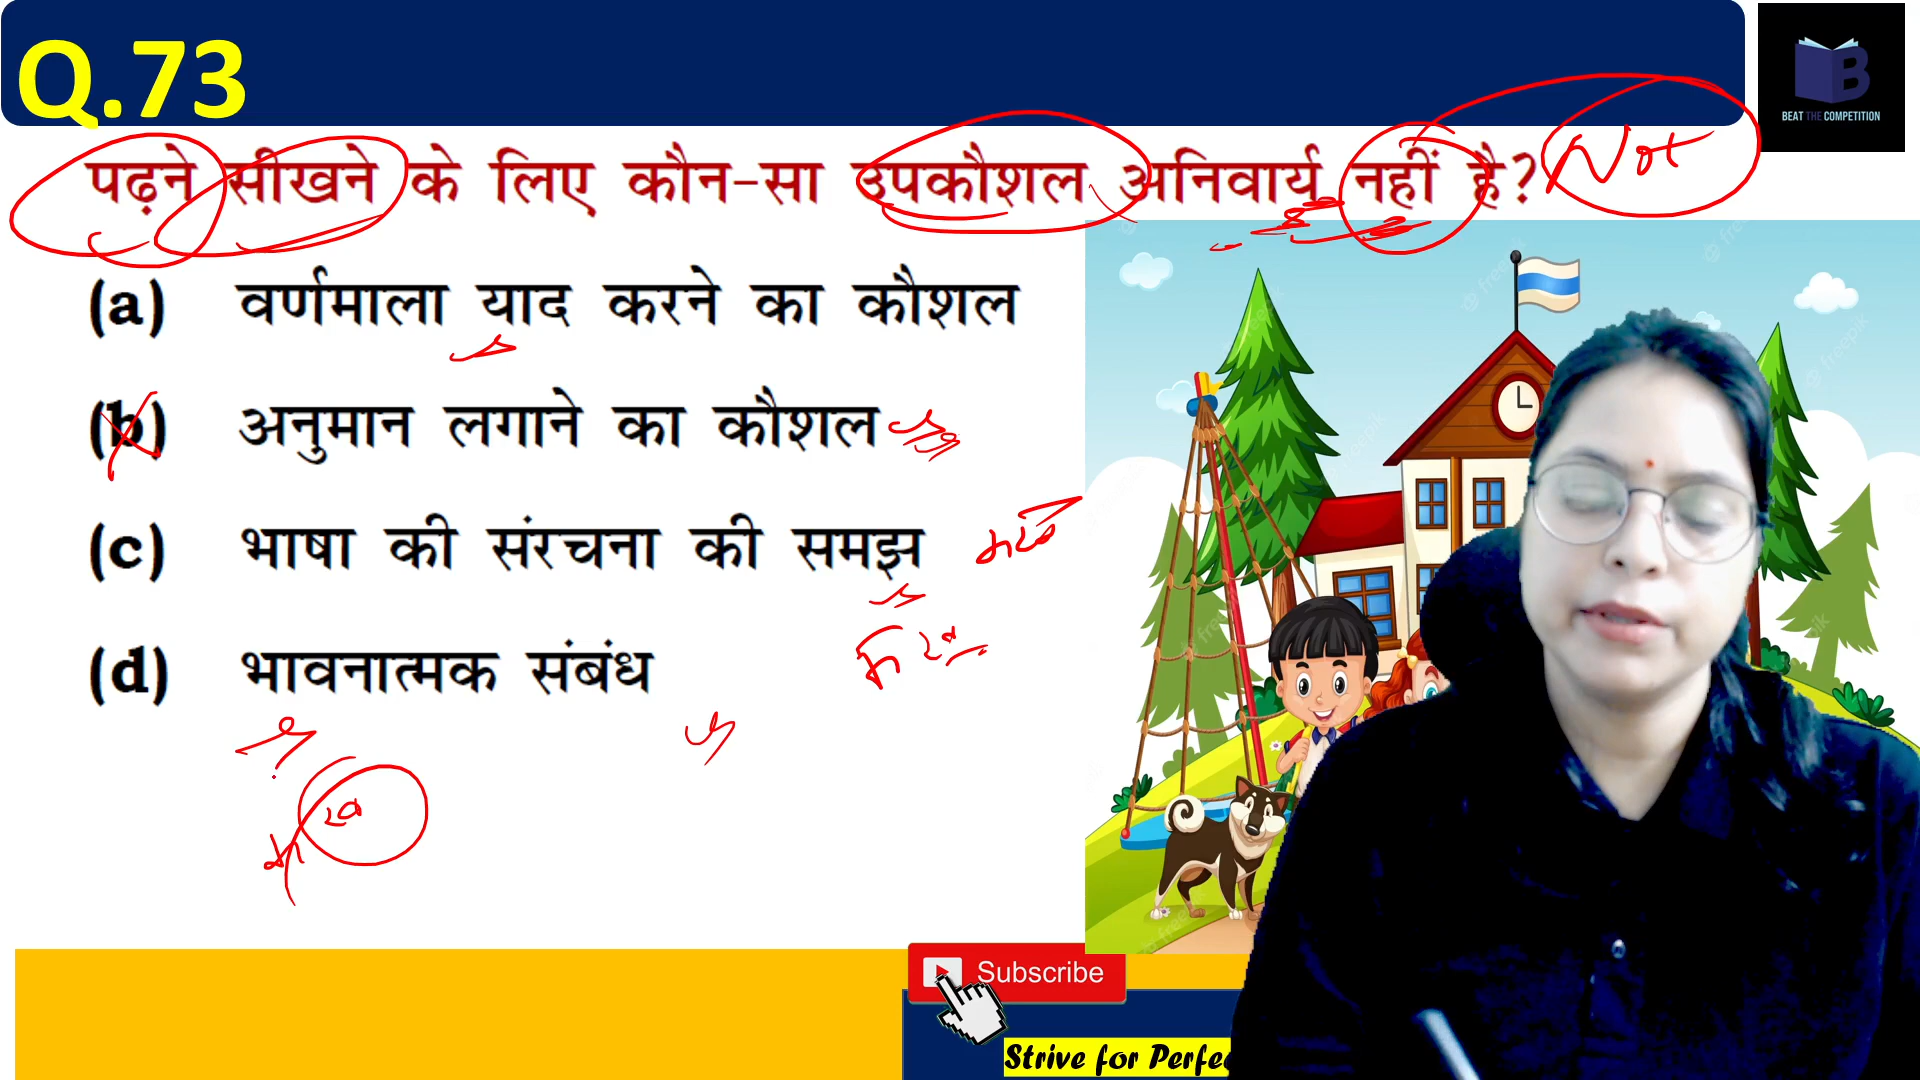 Q.73
BEAT THE COMPETITION
पढ़ने सीखने के लिए कौन-सा उपकौशल अनिवार्य नहीं है? Not
(a) वर्णमाला याद करने का कौशल
(b) अनुमान लगाने का कौशल
(c) भाषा की संरचना की समझ
(d) भावनात्मक संबंध
Subscribe
Strive for